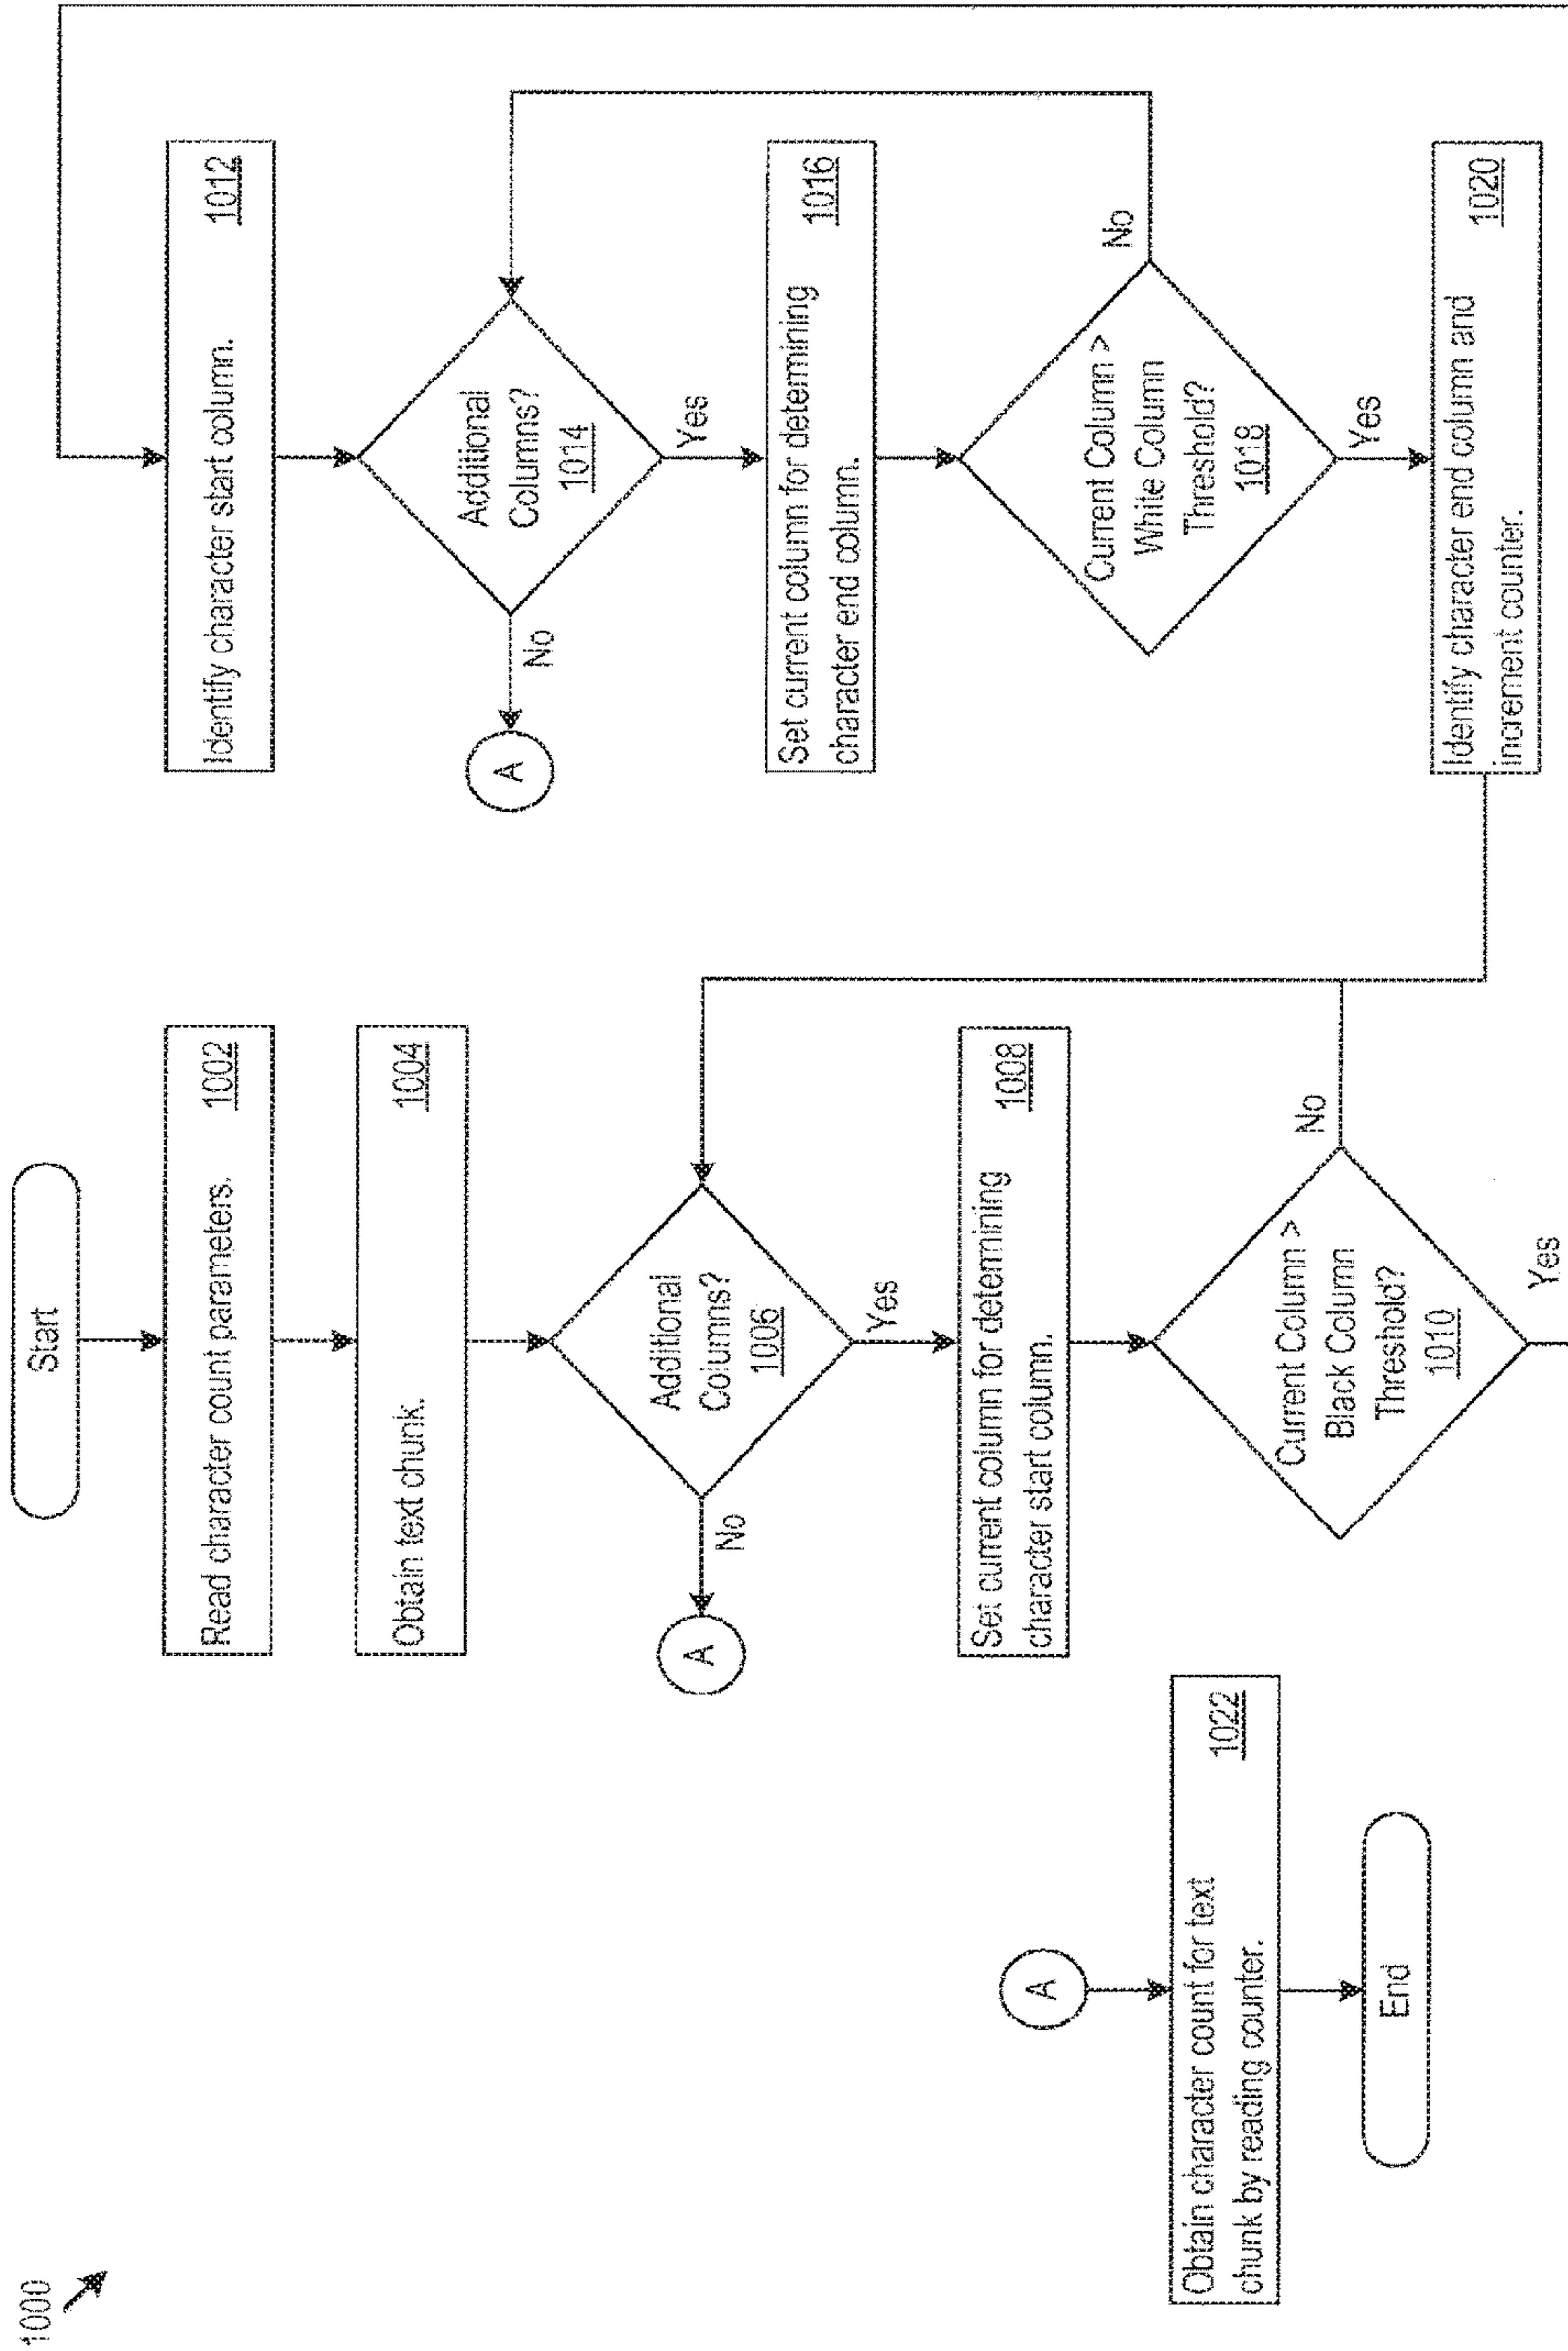 1000
Start
Read character count parameters.
1002
Obtain text chunk.
1004
Additional
Columns?
1006
No
A
Yes
Set current column for determining
character start column.
1008
Current Column >
Black Column
Threshold?
1010
No
Yes
Identify character start column.
1012
Additional
Columns?
1014
No
A
Yes
Set current column for determining
character end column.
1016
Current Column >
White Column
Threshold?
1018
No
Yes
Identify character end column and
increment counter.
1020
A
Obtain character count for text
chunk by reading counter.
1022
End